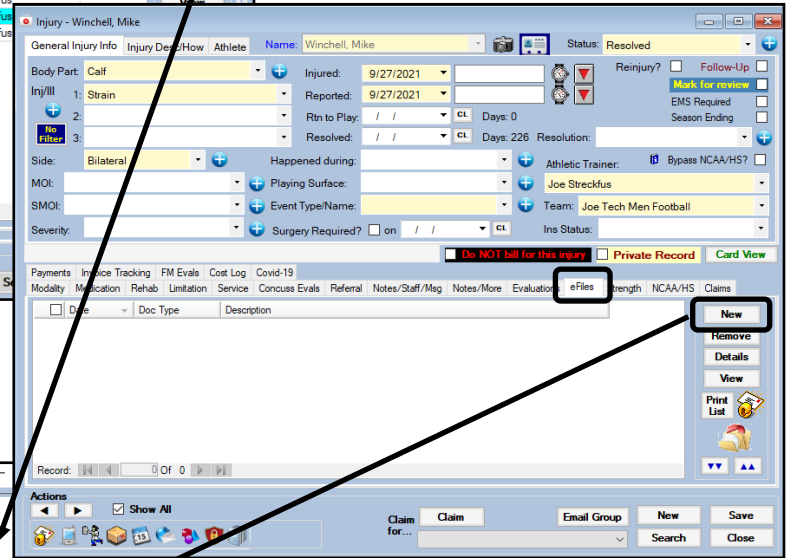 Injury - Winchell, Mike
General Injury Info Injury Desc/How Athlete Name: Winchell, Mike Status: Resolved
Body Part: Calf Injured: 9/27/2021 Reinjury? Follow-Up
Inj/Ill 1: Strain Reported: 9/27/2021 Mark for review
2: Rtn to Play: / / CL Days: 0 EMS Required
No Filter 3: Resolved: / / CL Days: 226 Resolution: Season Ending
Side: Bilateral Happened during: Athletic Trainer: Bypass NCAA/HS?
MOI: Playing Surface: Joe Streckfus
SMOI: Event Type/Name: Team: Joe Tech Men Football
Severity: Surgery Required? on / / CL Ins Status:
Do NOT bill for this injury Private Record Card View
Payments Invoice Tracking FM Evals Cost Log Covid-19
Modality Medication Rehab Limitation Service Concuss Evals Referral Notes/Staff/Msg Notes/More Evaluations eFiles Strength NCAA/HS Claims
Date Doc Type Description
New
Remove
Details
View
Print List
Record: 0 Of 0
Actions
Show All
Claim for... Claim Email Group New Save
Search Close